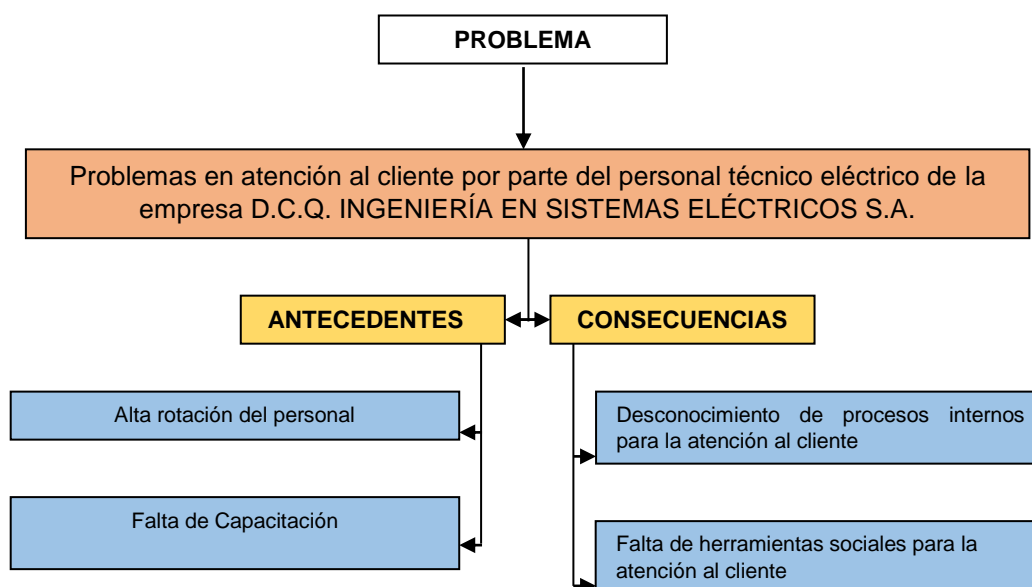 PROBLEMA
Problemas en atención al cliente por parte del personal técnico eléctrico de la
empresa D.C.Q. INGENIERÍA EN SISTEMAS ELÉCTRICOS S.A.
ANTECEDENTES
CONSECUENCIAS
Alta rotación del personal
Desconocimiento de procesos internos
para la atención al cliente
Falta de Capacitación
Falta de herramientas sociales para la
atención al cliente